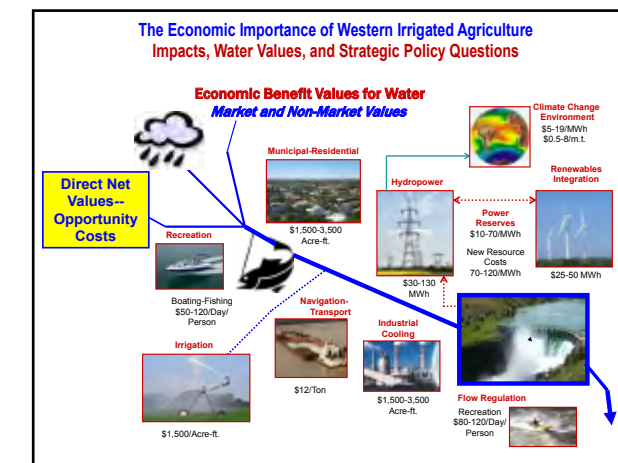 The Economic Importance of Western Irrigated Agriculture
Impacts, Water Values, and Strategic Policy Questions
Economic Benefit Values for Water
Market and Non-Market Values
Climate Change
Environment
$5-19/MWh
$0.5-8/m.t.
Municipal-Residential
$1,500-3,500
Acre-ft.
Hydropower
$30-130
MWh
Renewables
Integration
$25-50 MWh
Power
Reserves
$10-70/MWh
New Resource
Costs
70-120/MWh
Direct Net
Values--
Opportunity
Costs
Recreation
Boating-Fishing
$50-120/Day/
Person
Navigation-
Transport
$12/Ton
Industrial
Cooling
$1,500-3,500
Acre-ft.
Irrigation
$1,500/Acre-ft.
Flow Regulation
Recreation
$80-120/Day/
Person